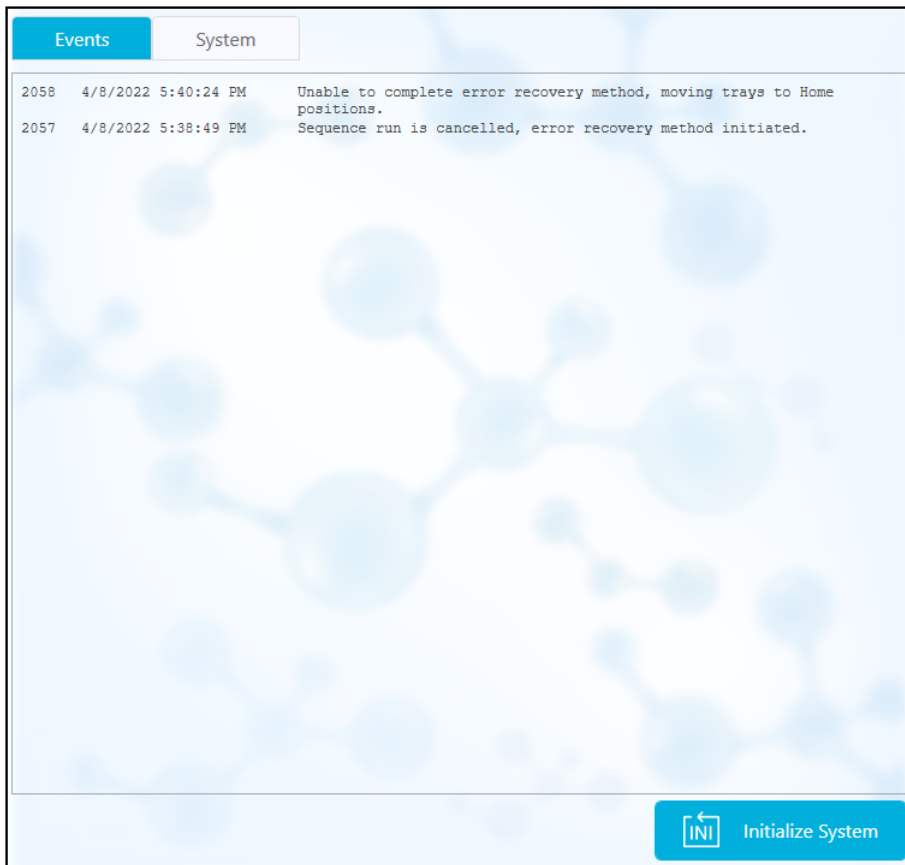 Events
System
2058 4/8/2022 5:40:24 PM Unable to complete error recovery method, moving trays to Home
positions.
2057 4/8/2022 5:38:49 PM Sequence run is cancelled, error recovery method initiated.
INI Initialize System